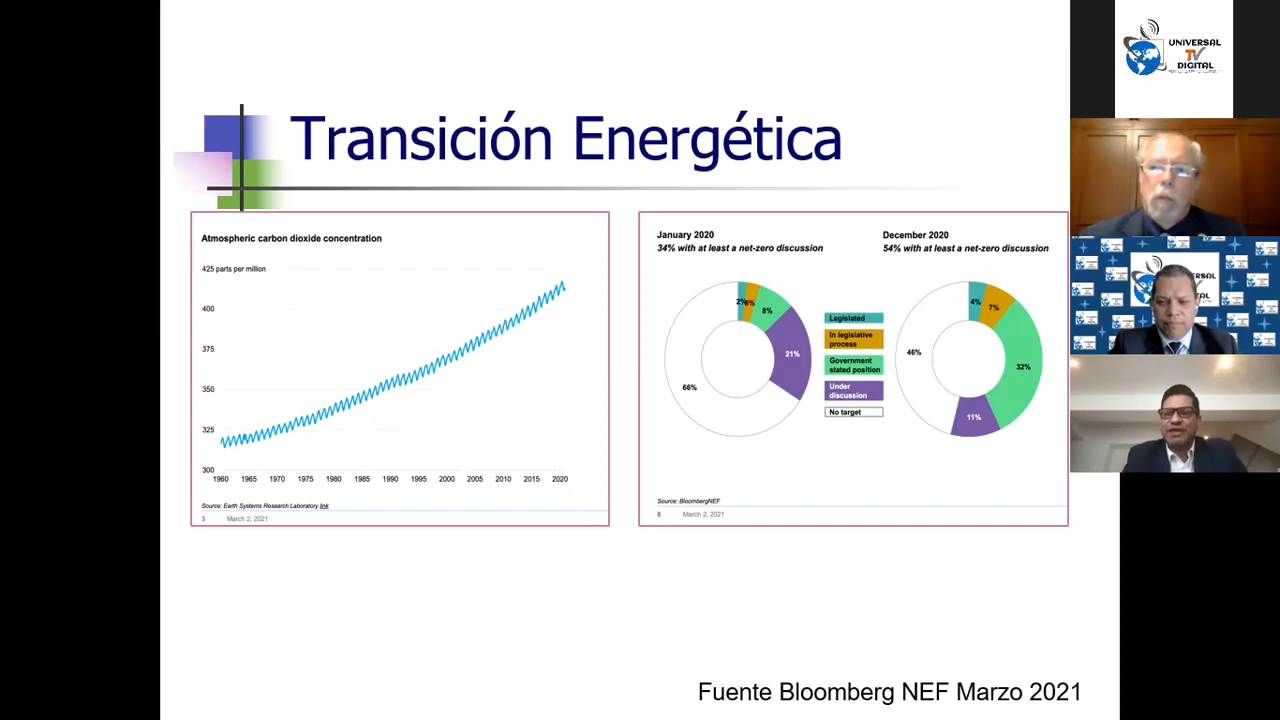 Transición Energética
Atmospheric carbon dioxide concentration
425 parts per million
400
375
350
325
300
1960 1965 1970 1975 1980 1985 1990 1995 2000 2005 2010 2015 2020
Source: Earth Systems Research Laboratory link
3 March 2, 2021
January 2020
34% with at least a net-zero discussion
2%
8%
21%
66%
Legislated
In legislative
process
Government
stated position
Under
discussion
No target
December 2020
54% with at least a net-zero discussion
4%
7%
32%
11%
46%
Source: BloombergNEF
8 March 2, 2021
Fuente Bloomberg NEF Marzo 2021
UNIVERSAL
TV
DIGITAL